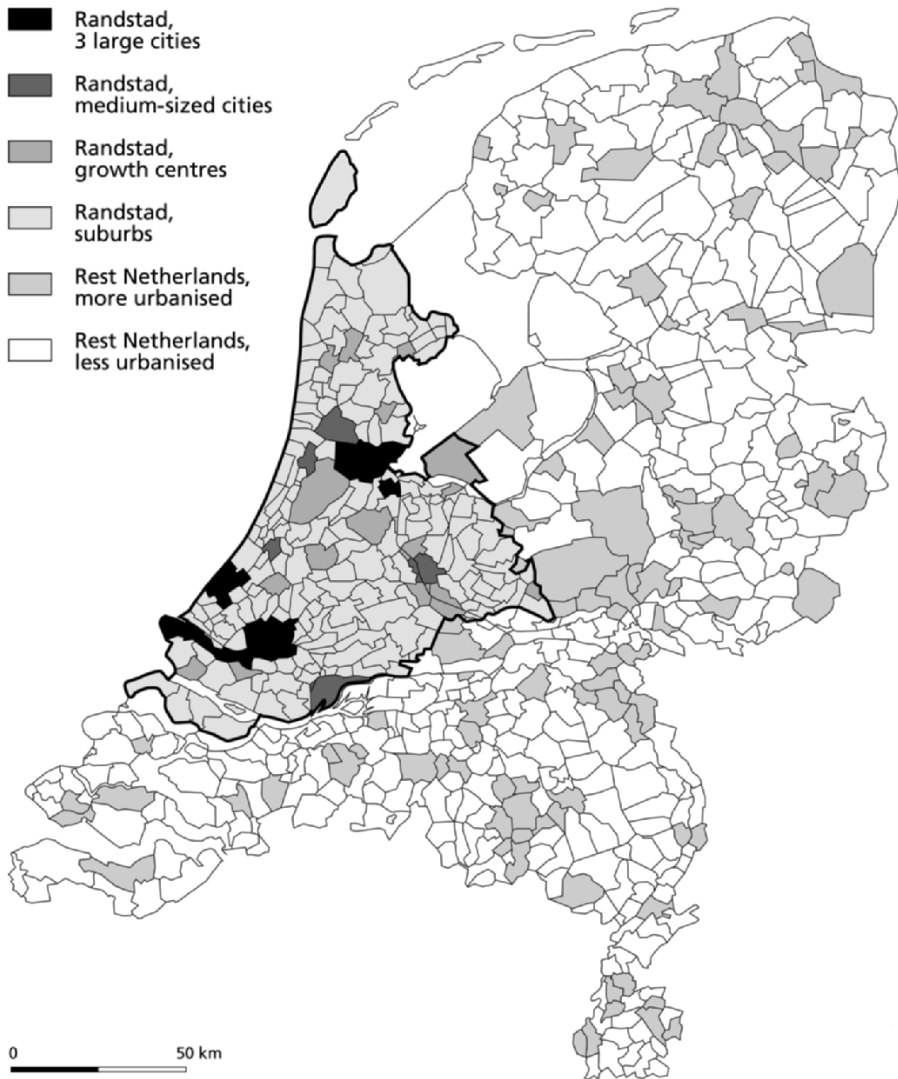 Randstad,
3 large cities
Randstad,
medium-sized cities
Randstad,
growth centres
Randstad,
suburbs
Rest Netherlands,
more urbanised
Rest Netherlands,
less urbanised
0 50 km